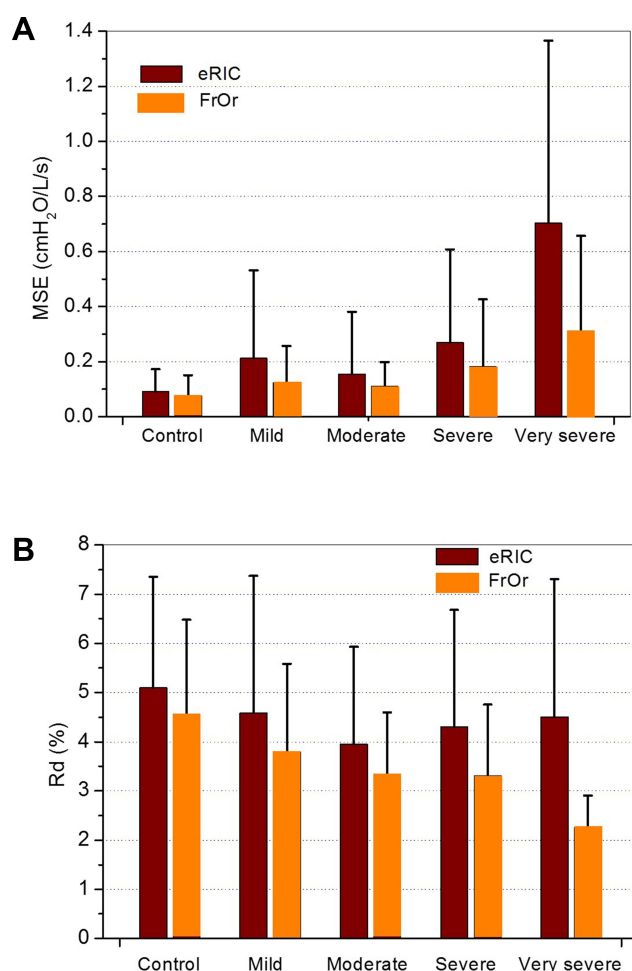 A
MSE (cmH₂O/L/s)
1.4
1.2
1.0
0.8
0.6
0.4
0.2
0.0
eRIC
FrOr
Control Mild Moderate Severe Very severe
B
Rd (%)
8
7
6
5
4
3
2
1
0
eRIC
FrOr
Control Mild Moderate Severe Very severe